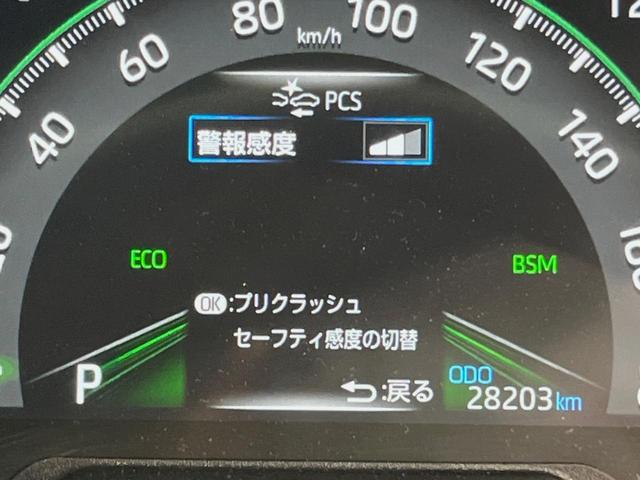 80
100
120
60
km/h
120
140
40
PCS
警報感度
ECO
BSM
OK:プリクラッシュ
セーフティ感度の切替
P
:戻る
ODO
28203km